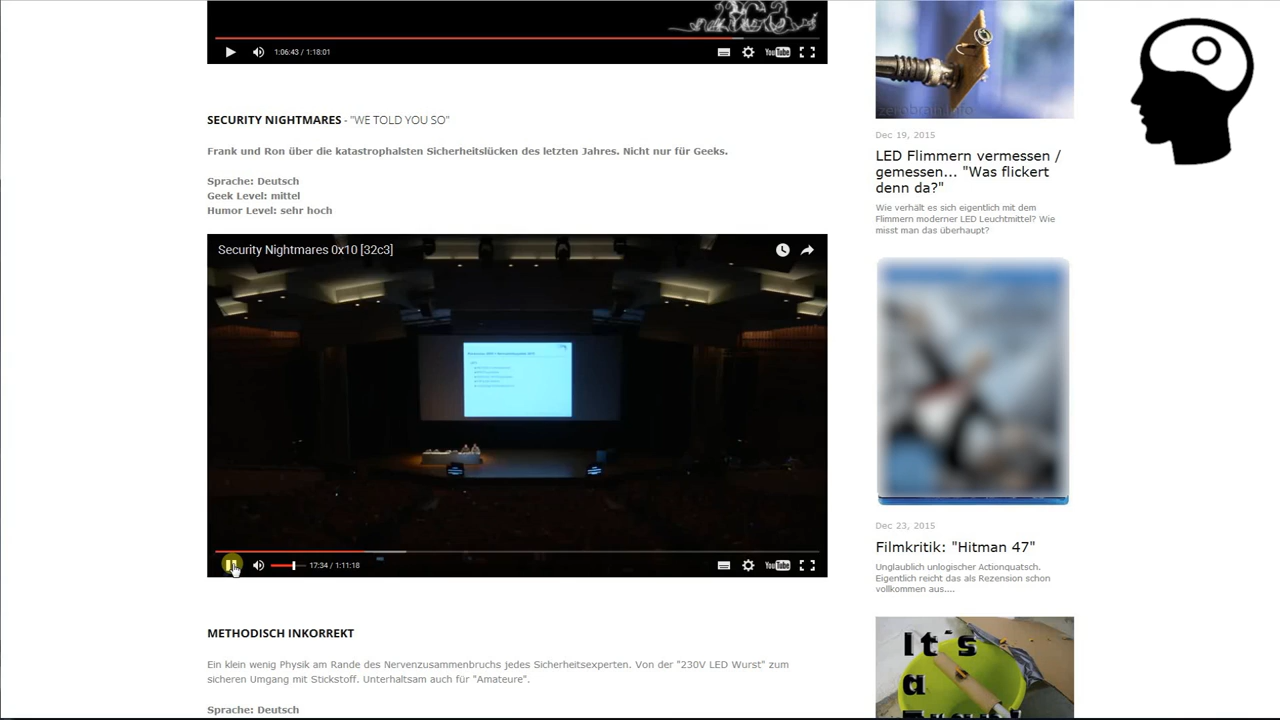 1:06:43 / 1:18:01
YouTube
SECURITY NIGHTMARES - "WE TOLD YOU SO"
Frank und Ron über die katastrophalsten Sicherheitslücken des letzten Jahres. Nicht nur für Geeks.
Sprache: Deutsch
Geek Level: mittel
Humor Level: sehr hoch
Security Nightmares 0x10 [32c3]
17:34 / 1:11:18
YouTube
METHODISCH INKORREKT
Ein klein wenig Physik am Rande des Nervenzusammenbruchs jedes Sicherheitsexperten. Von der "230V LED Wurst" zum
sicheren Umgang mit Stickstoff. Unterhaltsam auch für "Amateure".
Sprache: Deutsch
zerobrain.info
Dec 19, 2015
LED Flimmern vermessen /
gemessen... "Was flickert
denn da?"
Wie verhält es sich eigentlich mit dem
Flimmern moderner LED Leuchtmittel? Wie
misst man das überhaupt?
Dec 23, 2015
Filmkritik: "Hitman 47"
Unglaublich unlogischer Actionquatsch.
Eigentlich reicht das als Rezension schon
vollkommen aus....
It´s
a